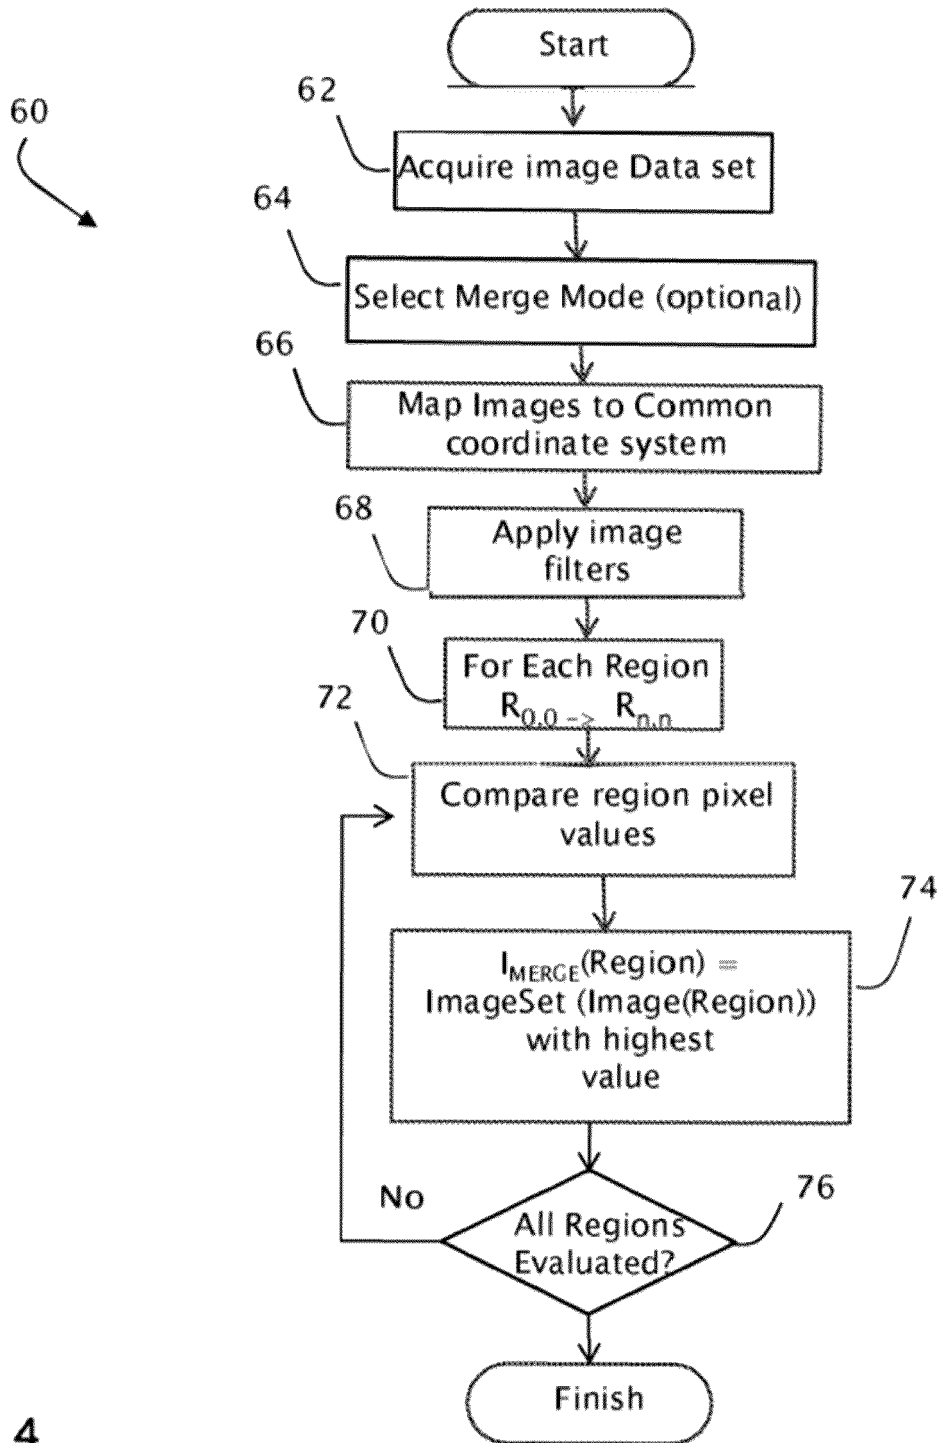 Start
60
62
Acquire image Data set
64
Select Merge Mode (optional)
66
Map Images to Common
coordinate system
68
Apply image
filters
70
For Each Region
R0,0 -> Rn,n
72
Compare region pixel
values
74
IMERGE(Region) =
ImageSet (Image(Region))
with highest
value
76
No
All Regions
Evaluated?
Finish
4